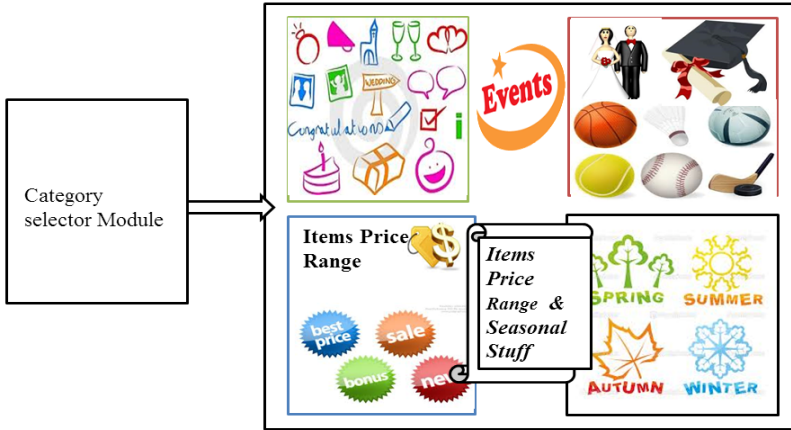 Category
selector Module
WEDDING
Congratulations
i
Events
Items Price
Range
$
best
price
sale
bonus
new
Items
Price
Range &
Seasonal
Stuff
SPRING
SUMMER
AUTUMN
WINTER